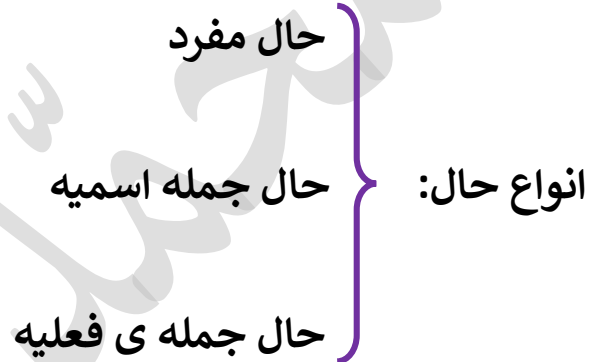 حال مفرد
انواع حال:
حال جمله اسمیه
حال جمله ی فعلیه